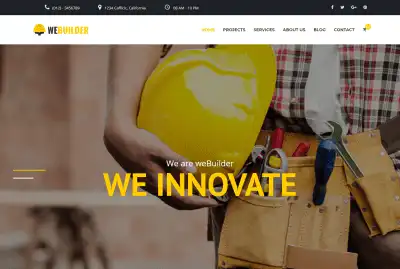 (012) - 3456789 1234 Caffinc, California 08 AM - 10 PM
WEBUILDER
HOME PROJECTS SERVICES ABOUT US BLOG CONTACT
We are weBuilder
WE INNOVATE